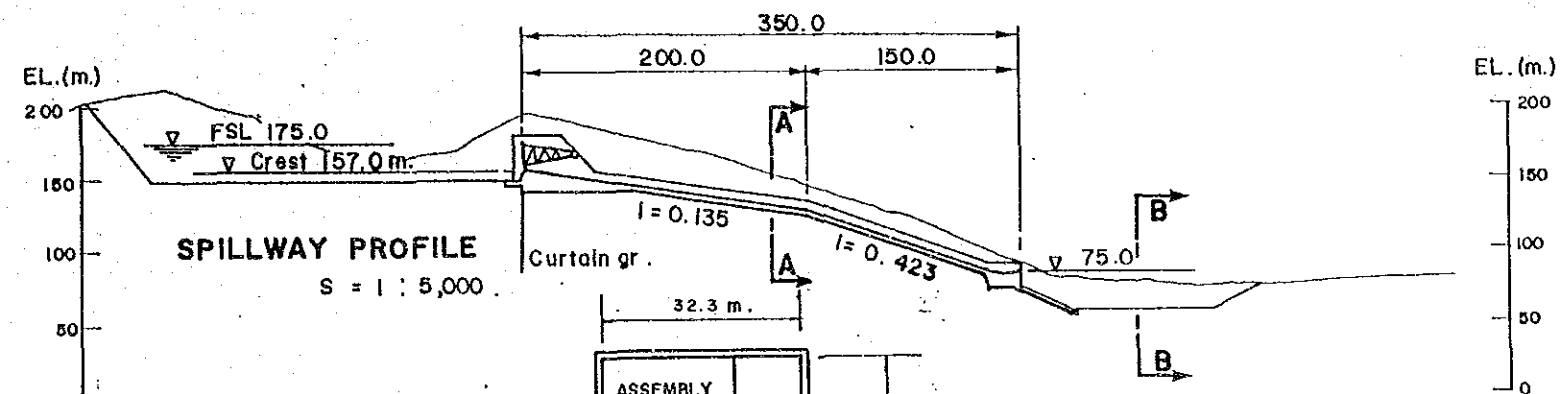 350.0
200.0
150.0
EL.(m.)
EL.(m.)
200
200
A
FSL 175.0
Crest 157.0 m.
150
150
B
i = 0.135
100
SPILLWAY PROFILE
Curtain gr.
A
i = 0.423
75.0
100
S = 1 : 5,000.
32.3 m.
50
50
B
ASSEMBLY
0